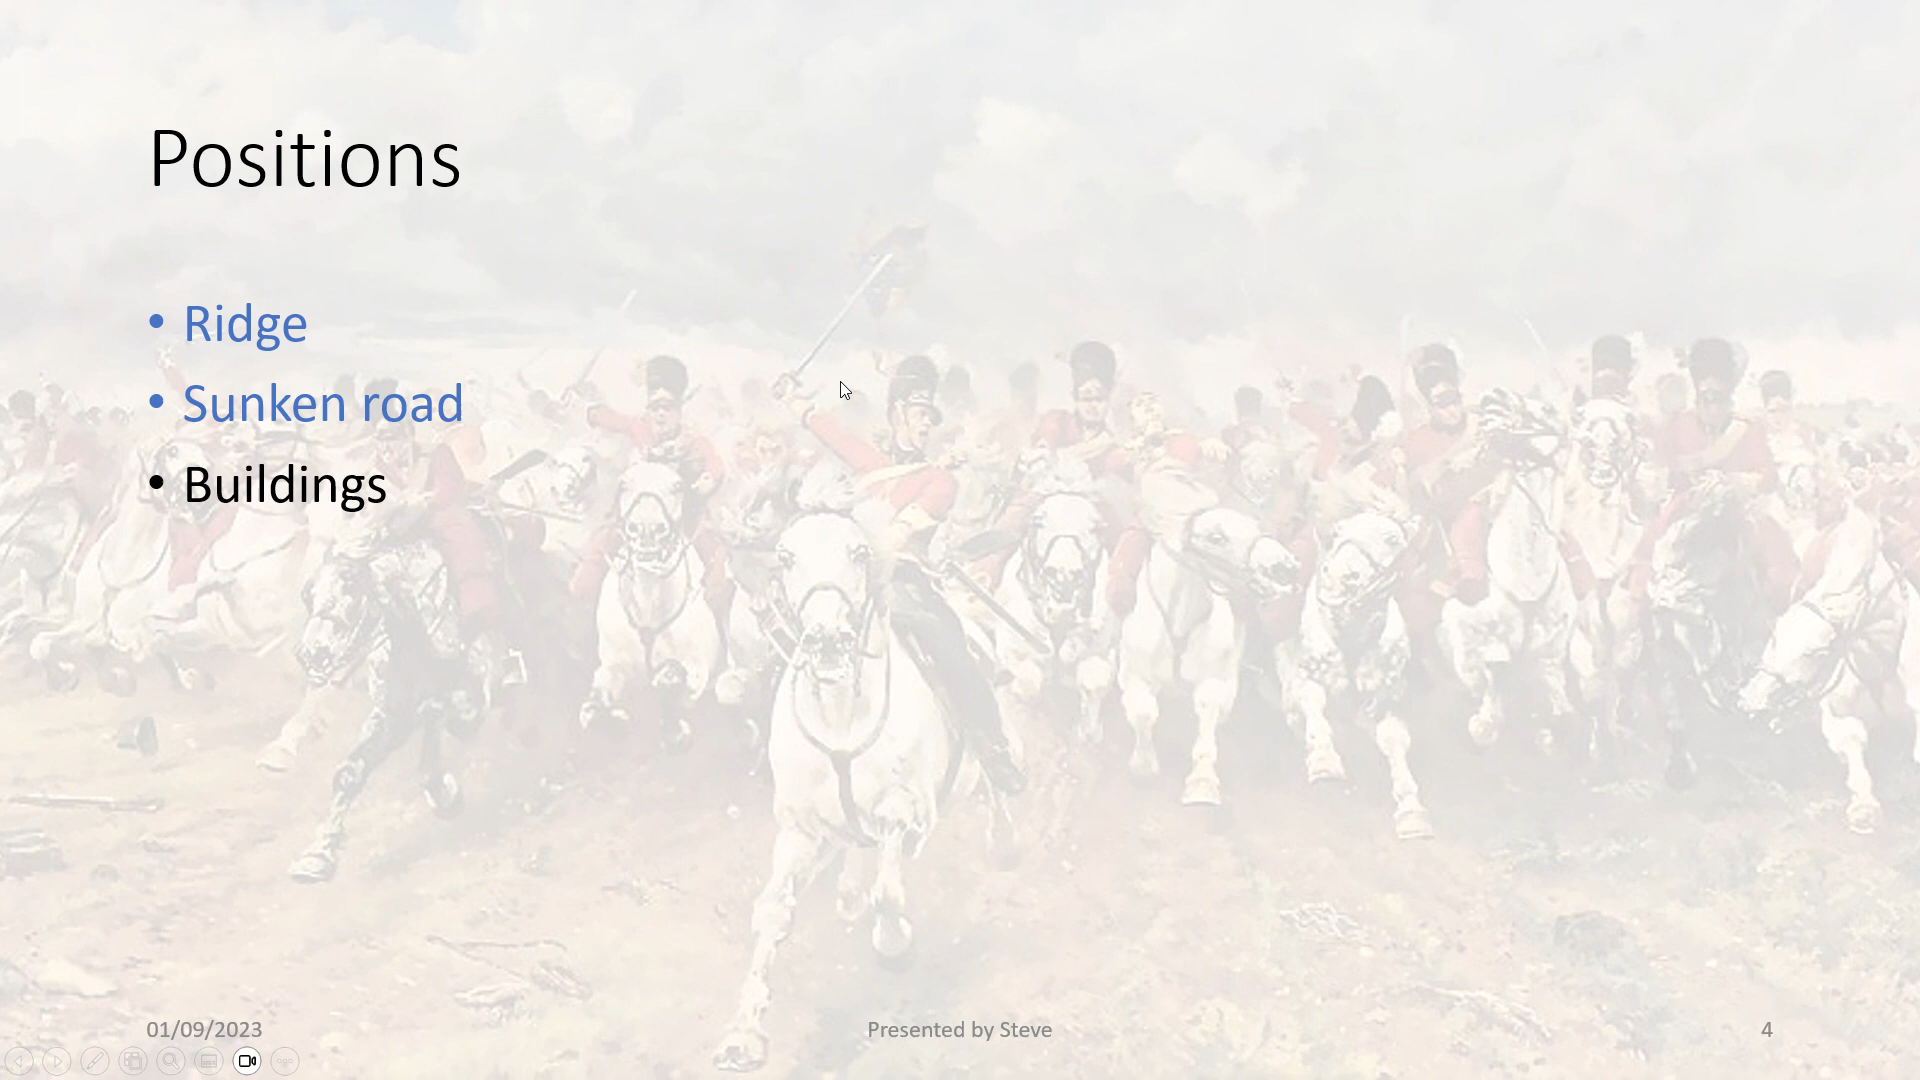 Positions
• Ridge
• Sunken road
• Buildings
01/09/2023
Presented by Steve
4